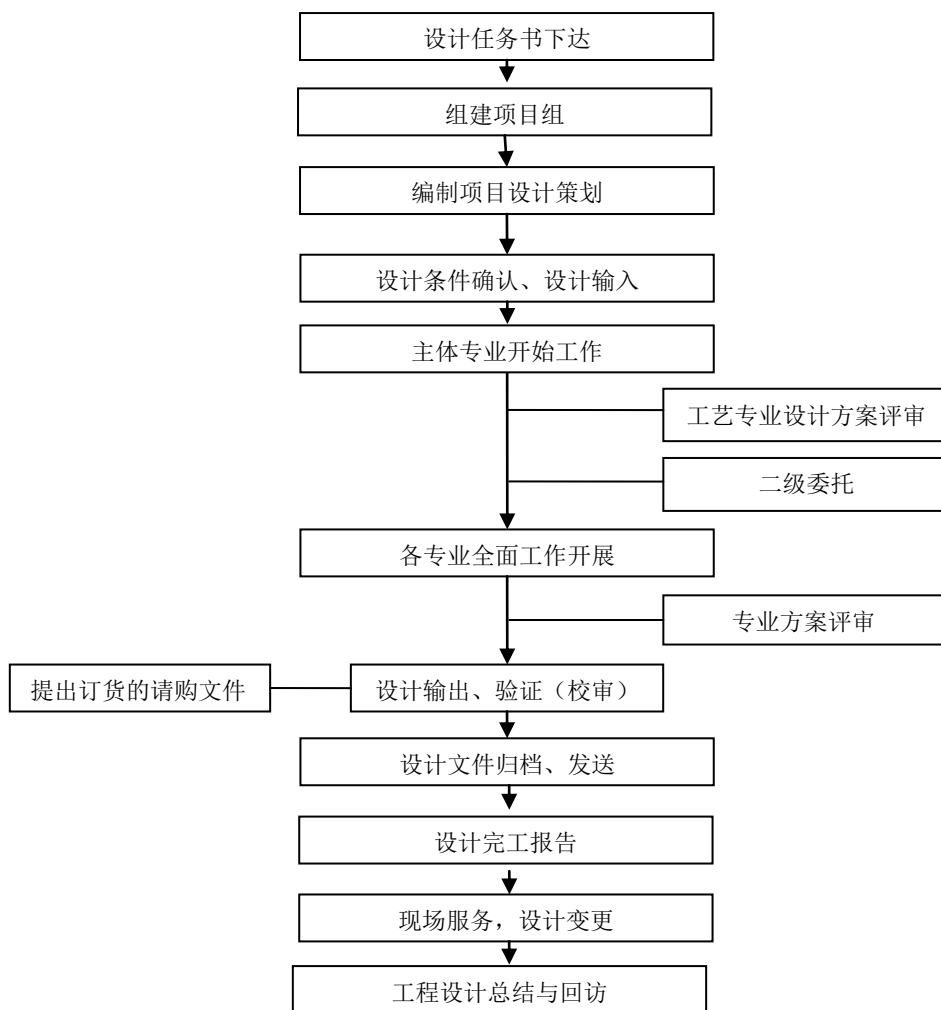 设计任务书下达
组建项目组
编制项目设计策划
设计条件确认、设计输入
主体专业开始工作
工艺专业设计方案评审
二级委托
各专业全面工作开展
专业方案评审
提出订货的请购文件
设计输出、验证（校审）
设计文件归档、发送
设计完工报告
现场服务，设计变更
工程设计总结与回访